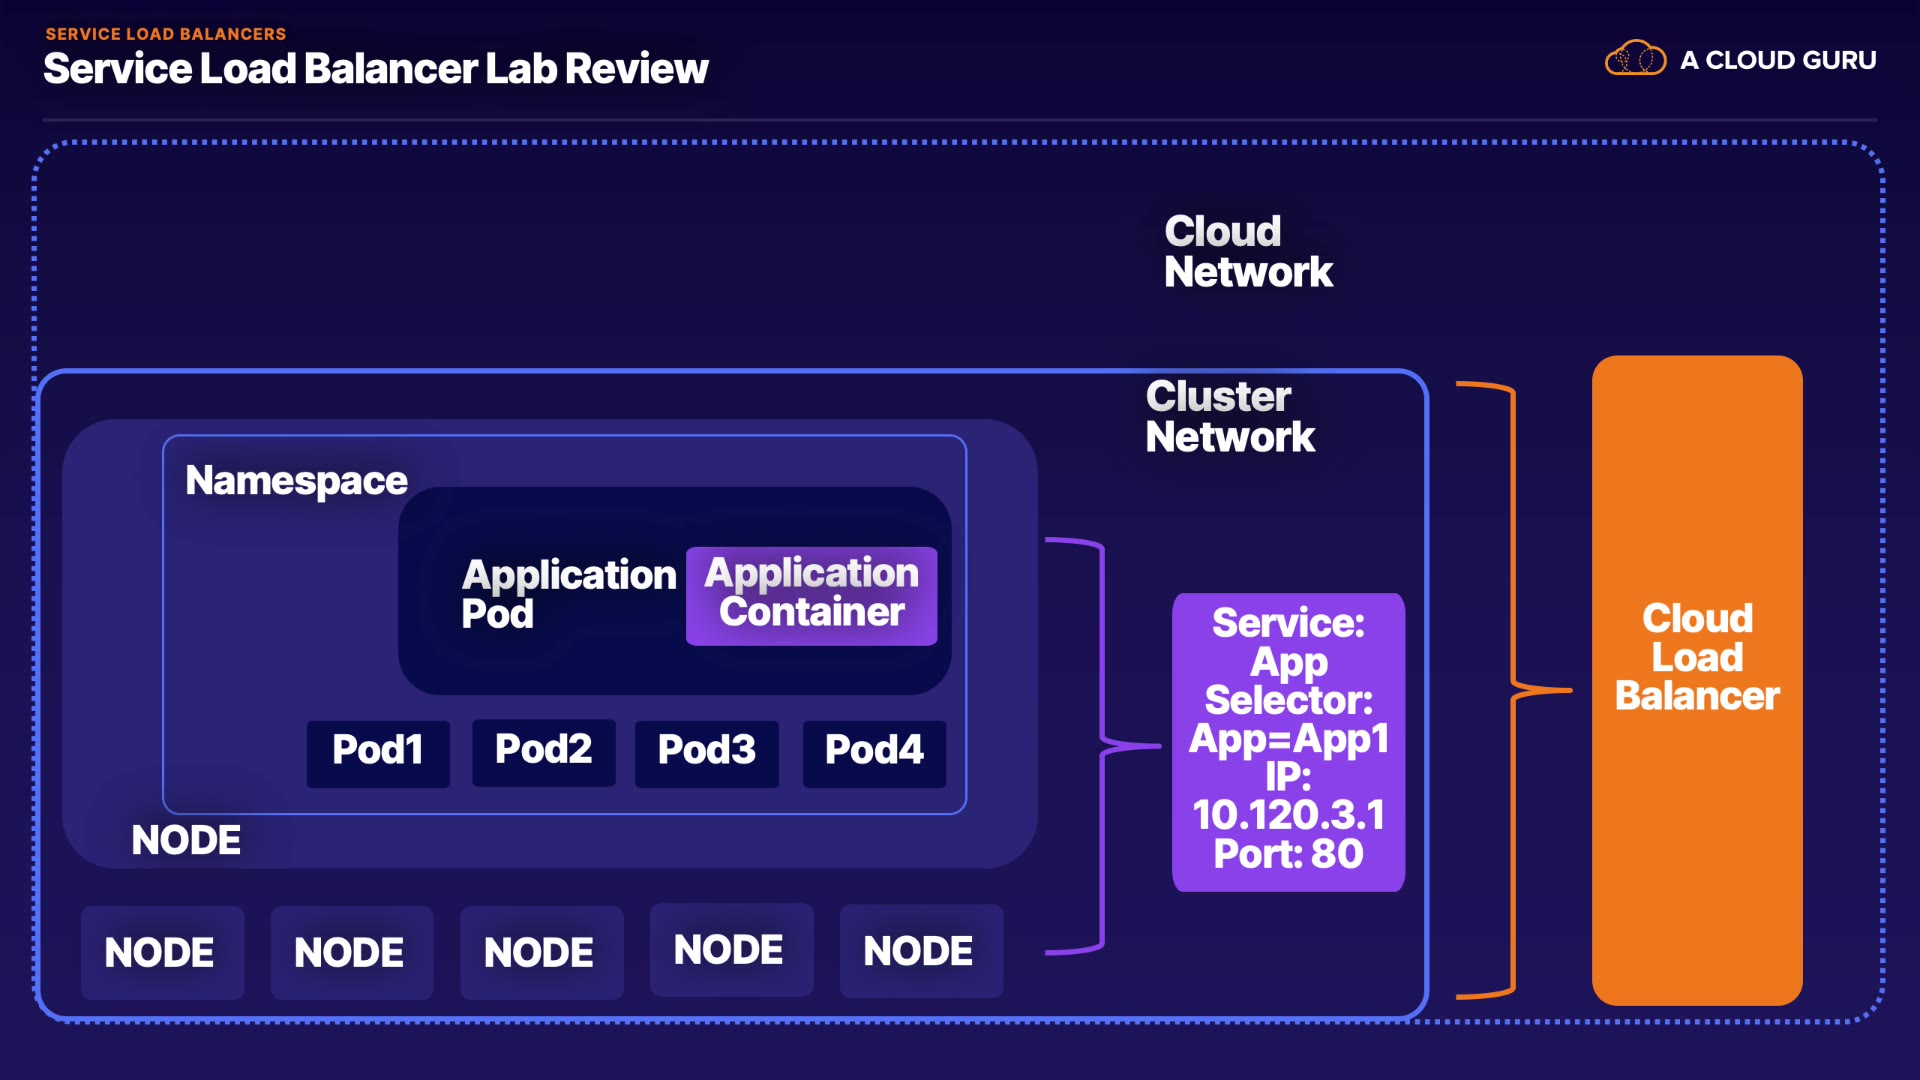 SERVICE LOAD BALANCERS
Service Load Balancer Lab Review
A CLOUD GURU
Cloud
Network
Cluster
Network
Namespace
Application
Pod
Application
Container
Pod1
Pod2
Pod3
Pod4
NODE
NODE
NODE
NODE
NODE
NODE
Service:
App
Selector:
App=App1
IP:
10.120.3.1
Port: 80
Cloud
Load
Balancer